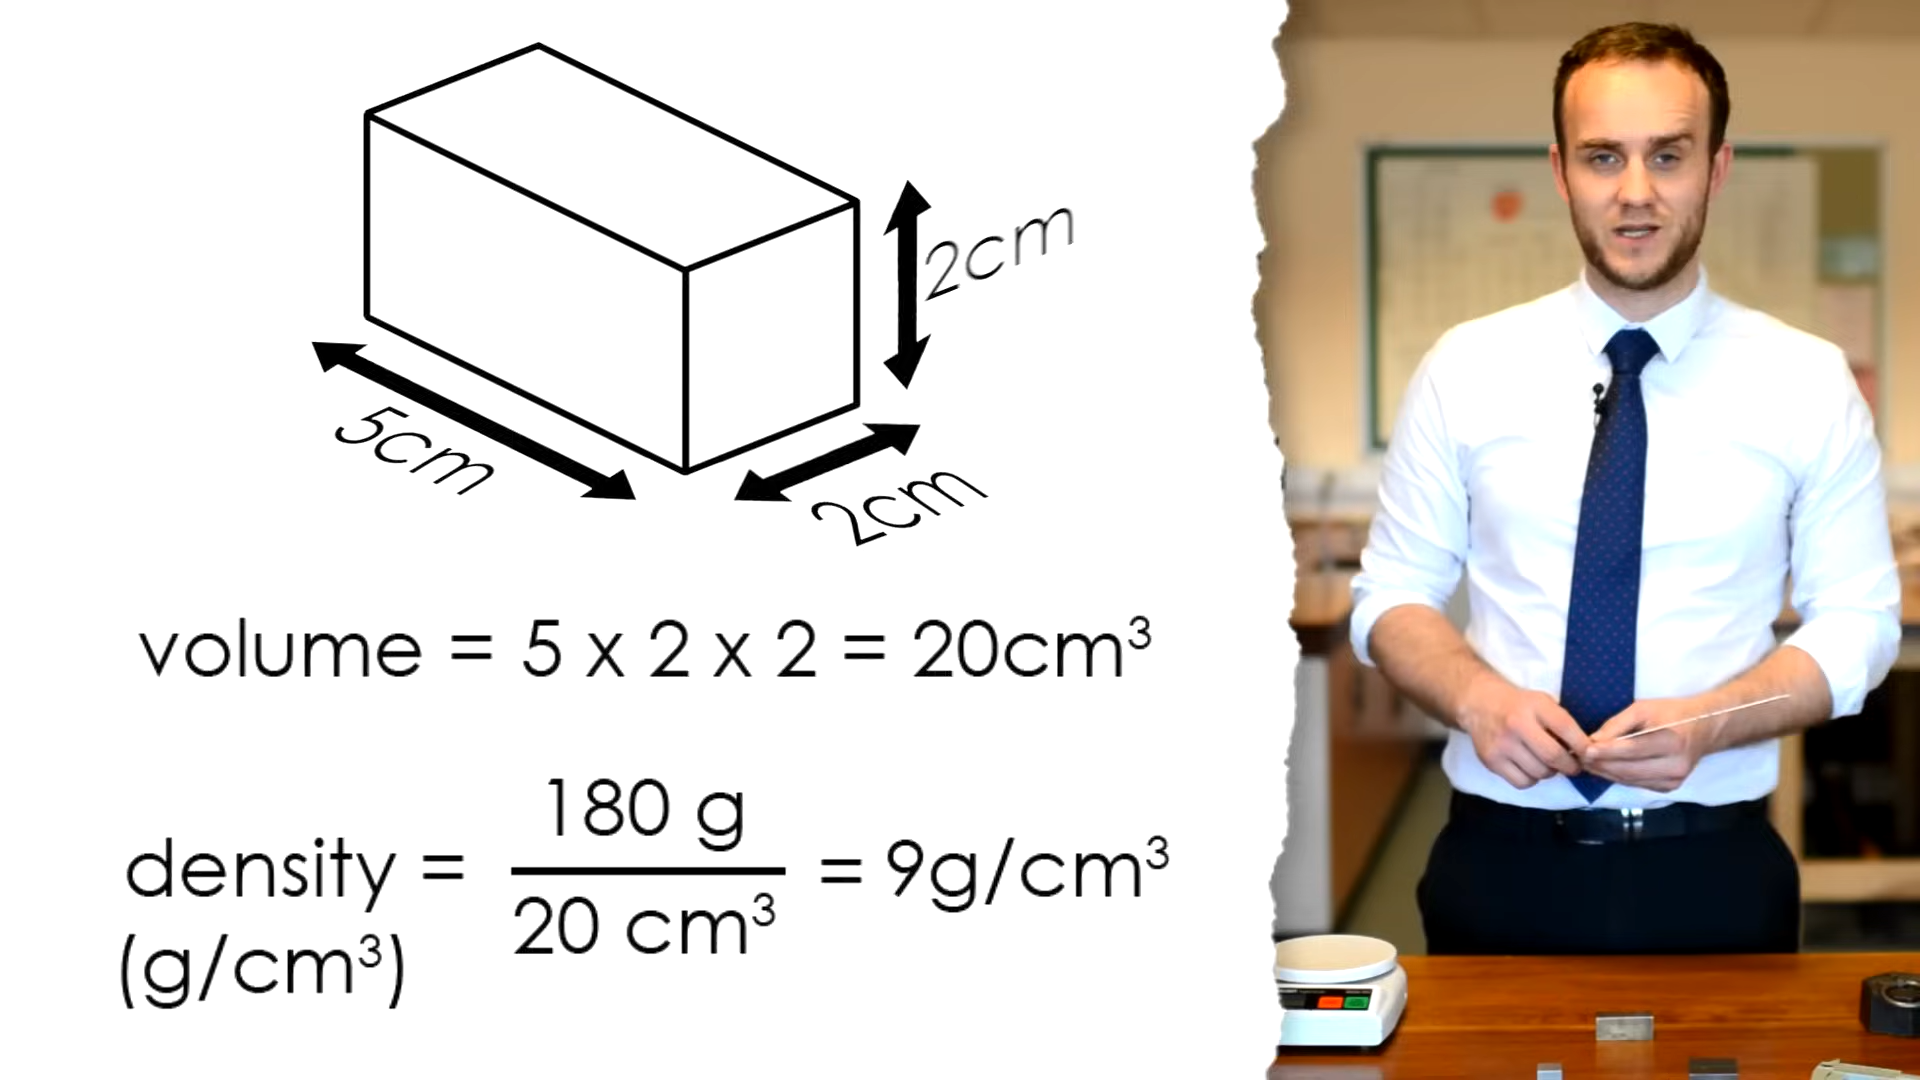 2cm
5cm
2cm
volume = 5 x 2 x 2 = 20cm³
density = 180 g / 20 cm³ = 9g/cm³
(g/cm³)